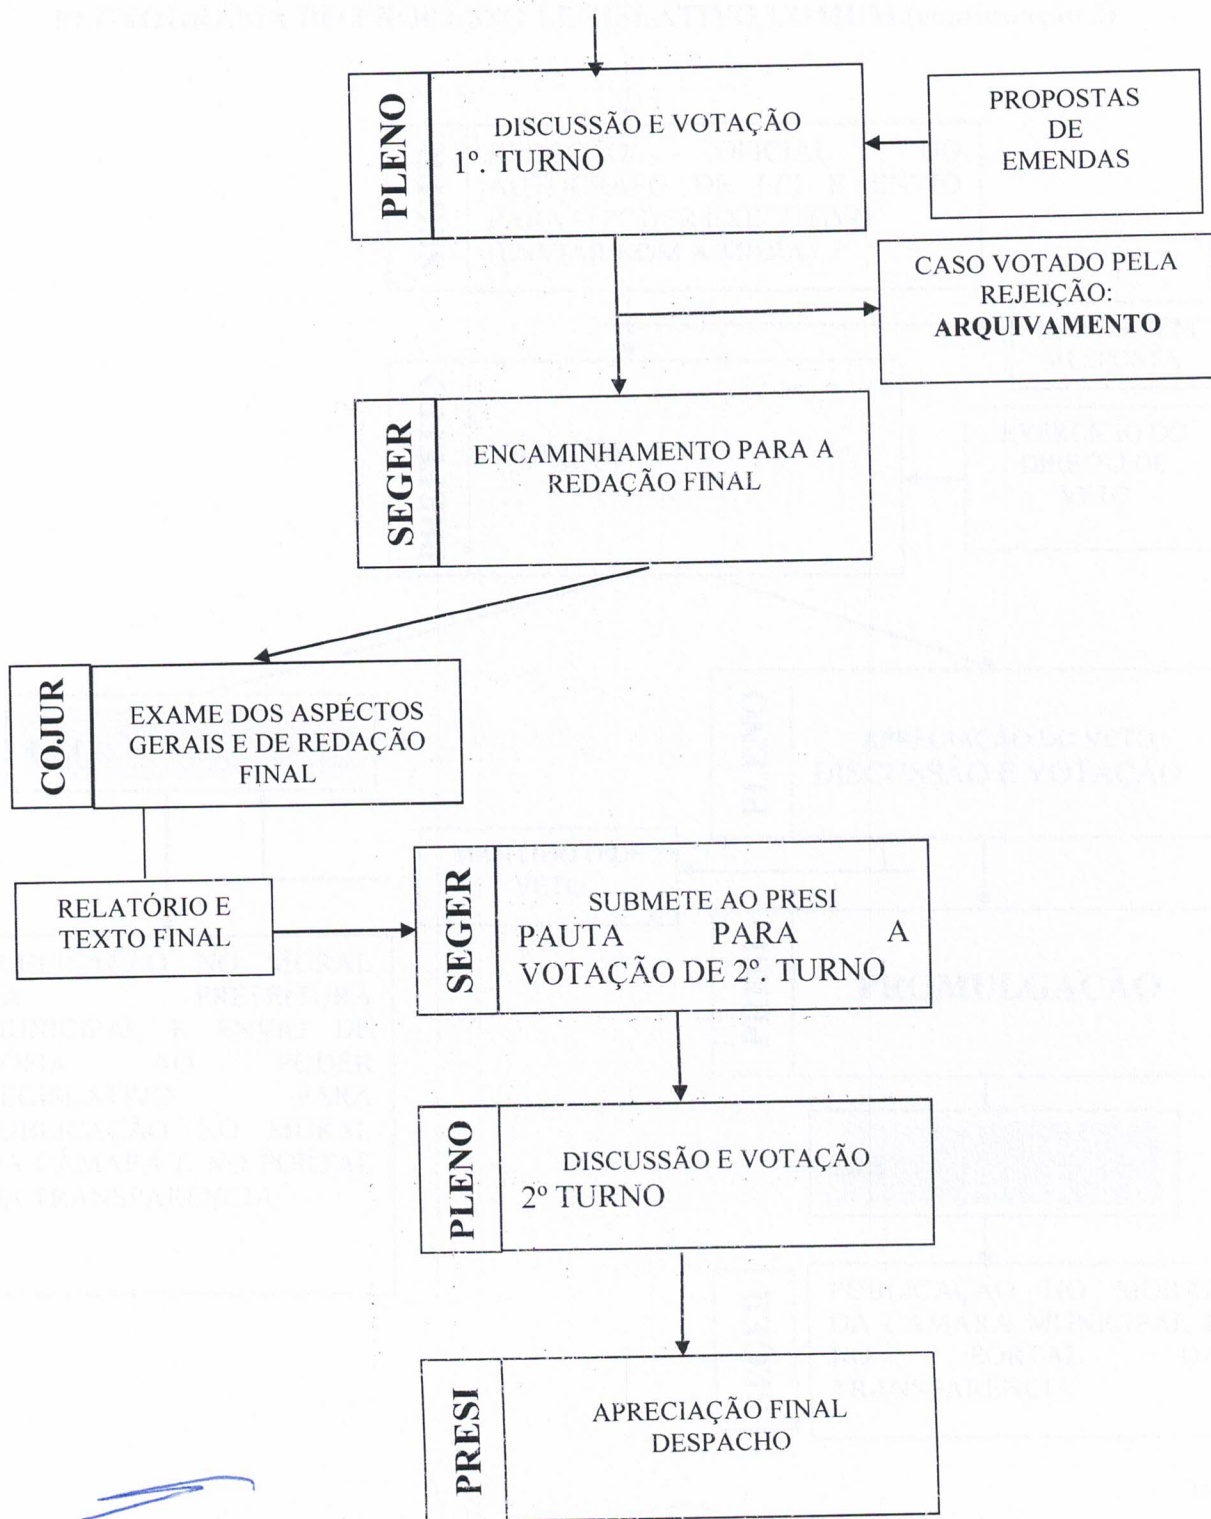 PLENO
DISCUSSÃO E VOTAÇÃO
1º. TURNO
PROPOSTAS
DE
EMENDAS
CASO VOTADO PELA
REJEIÇÃO:
ARQUIVAMENTO
SEGER
ENCAMINHAMENTO PARA A
REDAÇÃO FINAL
COJUR
EXAME DOS ASPÉCTOS
GERAIS E DE REDAÇÃO
FINAL
RELATÓRIO E
TEXTO FINAL
SEGER
SUBMETE AO PRESI
PAUTA PARA A
VOTAÇÃO DE 2º. TURNO
PLENO
DISCUSSÃO E VOTAÇÃO
2º TURNO
PRESI
APRECIAÇÃO FINAL
DESPACHO